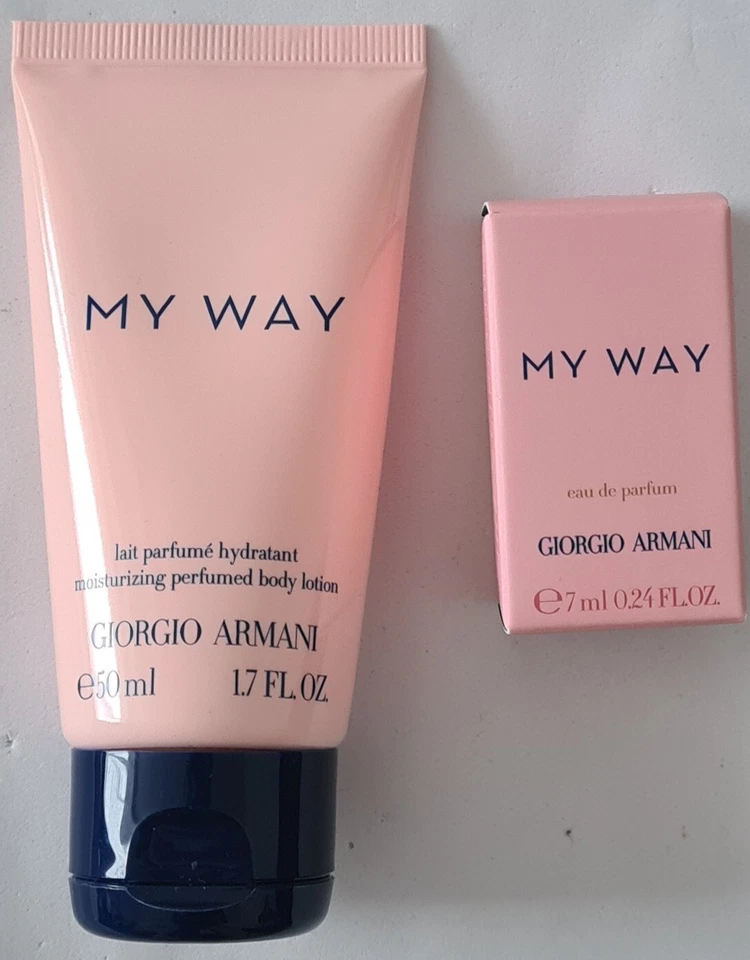 MY WAY
lait parfumé hydratant
moisturizing perfumed body lotion
GIORGIO ARMANI
℮50 ml 1.7 FL.OZ.
MY WAY
eau de parfum
GIORGIO ARMANI
℮7 ml 0.24 FL.OZ.